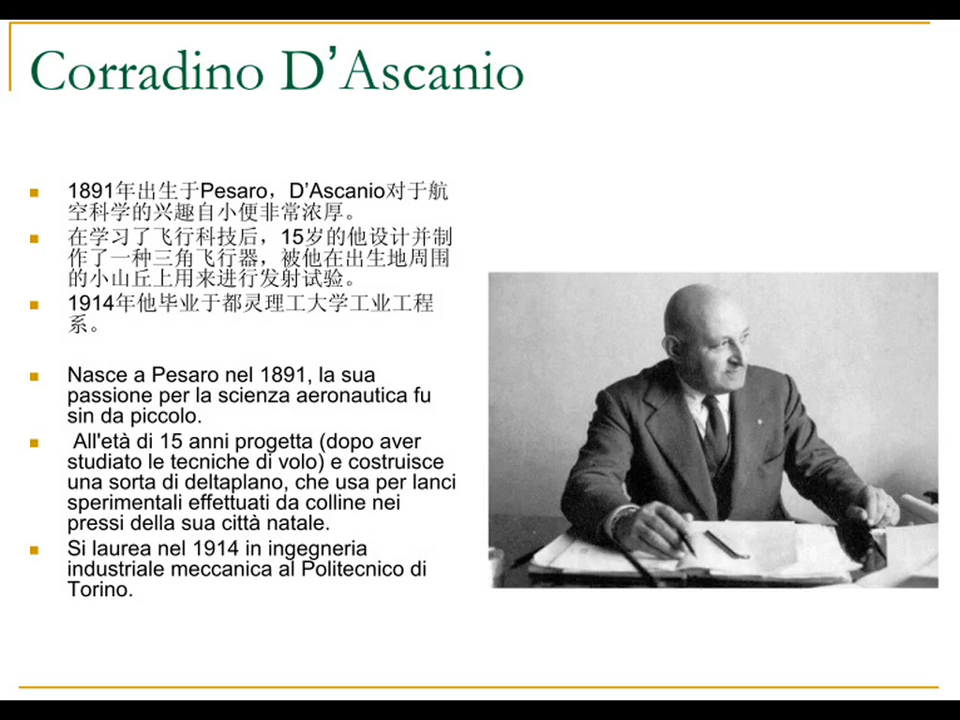 Corradino D’Ascanio
1891年出生于Pesaro，D’Ascanio对于航
空科学的兴趣自小便非常浓厚。
在学习了飞行科技后，15岁的他设计并制
作了一种三角飞行器，被他在出生地周围
的小山丘上用来进行发射试验。
1914年他毕业于都灵理工大学工业工程
系。
Nasce a Pesaro nel 1891, la sua
passione per la scienza aeronautica fu
sin da piccolo.
All'età di 15 anni progetta (dopo aver
studiato le tecniche di volo) e costruisce
una sorta di deltaplano, che usa per lanci
sperimentali effettuati da colline nei
pressi della sua città natale.
Si laurea nel 1914 in ingegneria
industriale meccanica al Politecnico di
Torino.